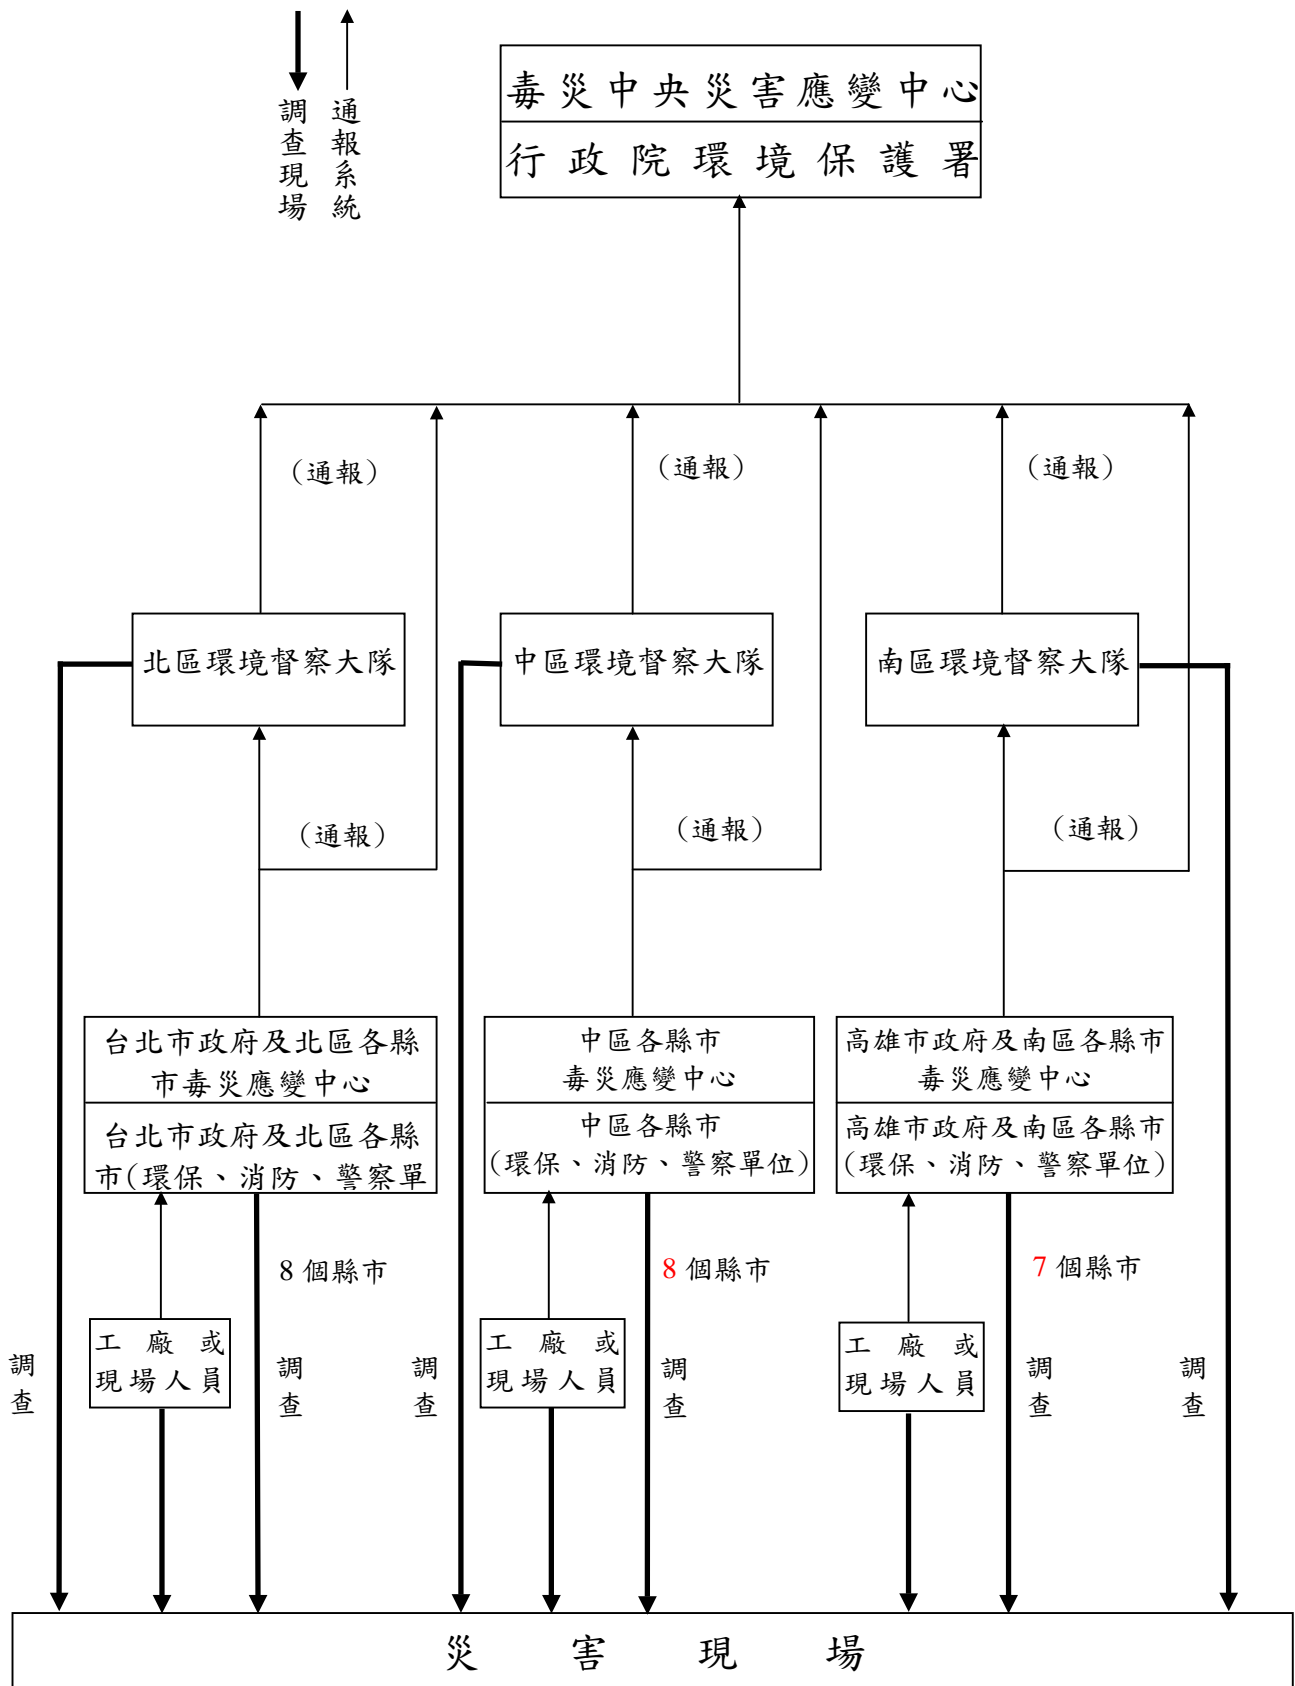 調查現場
通報系統
毒災中央災害應變中心
行政院環境保護署
(通報)
(通報)
(通報)
北區環境督察大隊
中區環境督察大隊
南區環境督察大隊
(通報)
(通報)
(通報)
台北市政府及北區各縣
市毒災應變中心
台北市政府及北區各縣
市(環保、消防、警察單
中區各縣市
毒災應變中心
中區各縣市
(環保、消防、警察單位)
高雄市政府及南區各縣市
毒災應變中心
高雄市政府及南區各縣市
(環保、消防、警察單位)
8 個縣市
8 個縣市
7 個縣市
調查
工廠或
現場人員
調查
調查
工廠或
現場人員
調查
工廠或
現場人員
調查
調查
災害現場